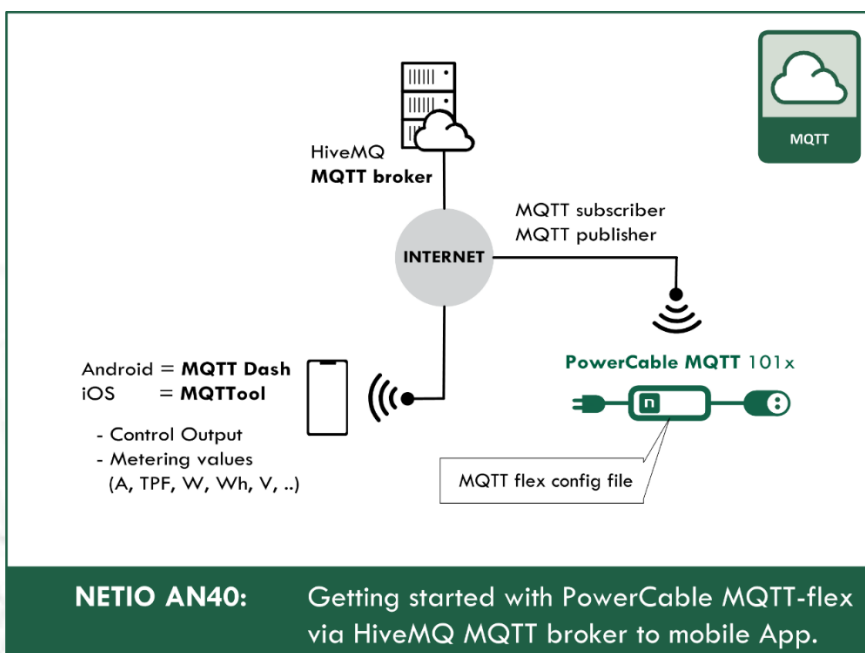 MQTT
HiveMQ
MQTT broker
MQTT subscriber
MQTT publisher
INTERNET
Android = MQTT Dash
iOS = MQTTool
- Control Output
- Metering values
(A, TPF, W, Wh, V, ..)
PowerCable MQTT 101x
n
MQTT flex config file
NETIO AN40: Getting started with PowerCable MQTT-flex
via HiveMQ MQTT broker to mobile App.